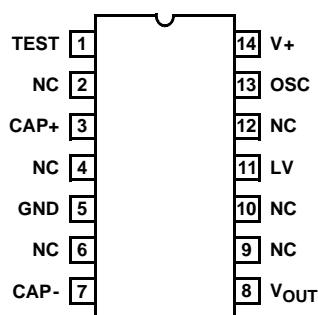 TEST 1 14 V+
NC 2 13 OSC
CAP+ 3 12 NC
NC 4 11 LV
GND 5 10 NC
NC 6 9 NC
CAP- 7 8 VOUT